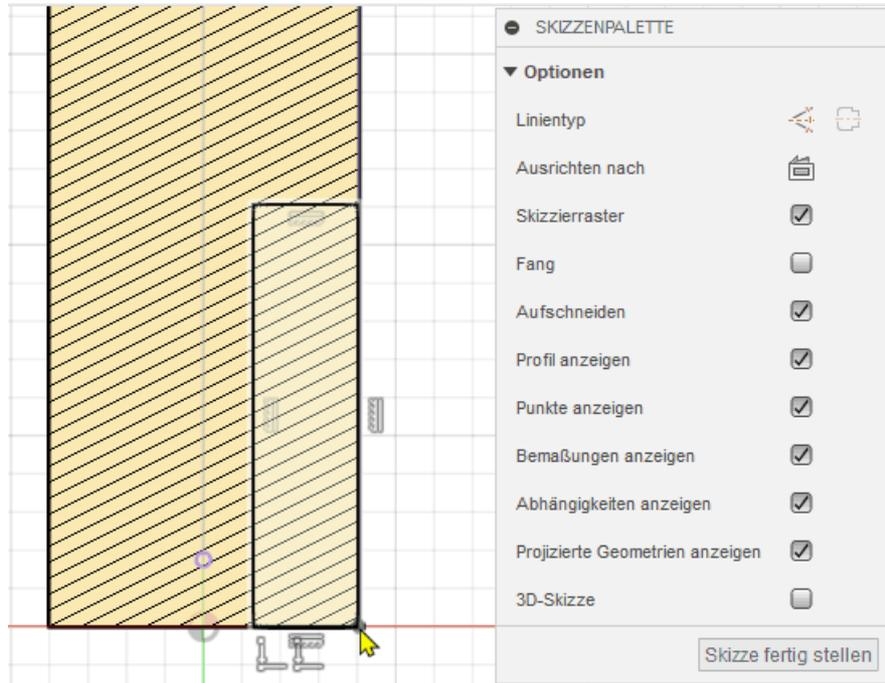 SKIZZENPALETTE
Optionen
Linientyp
Ausrichten nach
Skizzierraster
Fang
Aufschneiden
Profil anzeigen
Punkte anzeigen
Bemaßungen anzeigen
Abhängigkeiten anzeigen
Projizierte Geometrien anzeigen
3D-Skizze
Skizze fertig stellen